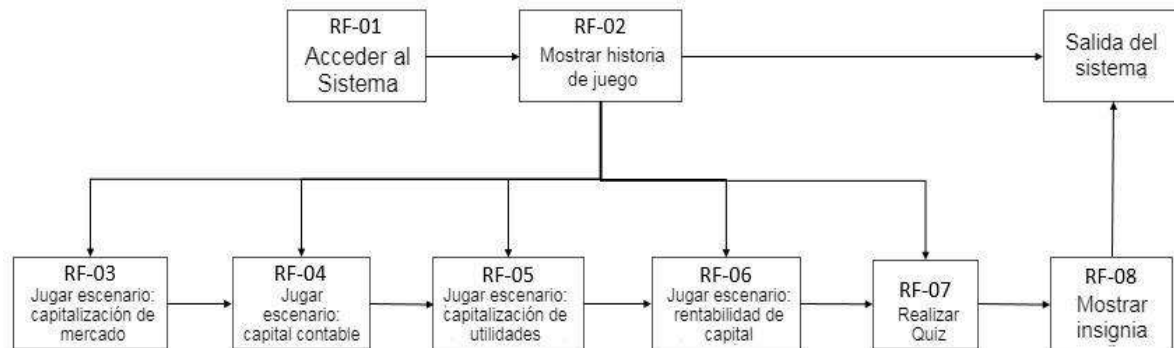 RF-01
Acceder al
Sistema
RF-02
Mostrar historia
de juego
Salida del
sistema
RF-03
Jugar escenario:
capitalización de
mercado
RF-04
Jugar
escenario:
capital contable
RF-05
Jugar escenario:
capitalización de
utilidades
RF-06
Jugar escenario:
rentabilidad de
capital
RF-07
Realizar
Quiz
RF-08
Mostrar
insignia